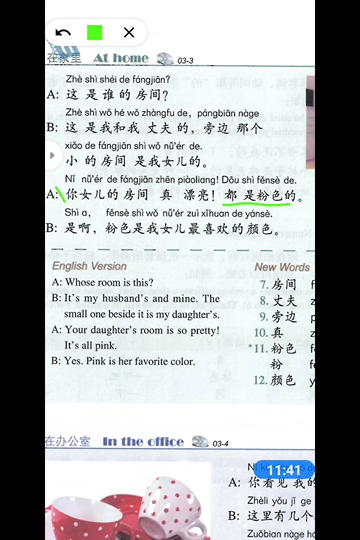 在家里 At home 03-3
Zhè shì shéi de fángjiān?
A: 这 是 谁 的 房间?
Zhè shì wǒ hé wǒ zhàngfu de, pángbiān nàge
B: 这 是 我 和 我 丈夫 的, 旁边 那个
xiǎo de fángjiān shì wǒ nǚ'ér de.
小 的 房间 是 我 女儿 的。
Nǐ nǚ'ér de fángjiān zhēn piàoliang! Dōu shì fěnsè de.
A: 你 女儿 的 房间 真 漂亮! 都 是 粉色 的。
Shì a, fěnsè shì wǒ nǚ'ér zuì xǐhuan de yánsè.
B: 是 啊, 粉色 是 我 女儿 最 喜欢 的 颜色。
English Version
A: Whose room is this?
B: It's my husband's and mine. The
small one beside it is my daughter's.
A: Your daughter's room is so pretty!
It's all pink.
B: Yes. Pink is her favorite color.
New Words
7. 房间 f
8. 丈夫 z
9. 旁边 p
10. 真 z
*11. 粉色 f
粉 f
12. 颜色 y
在办公室 In the office 03-4
11:41
A: 你 看见 我 的
Zhèli yǒu jǐ ge
B: 这里 有 几 个
Zuǒbian nàge h